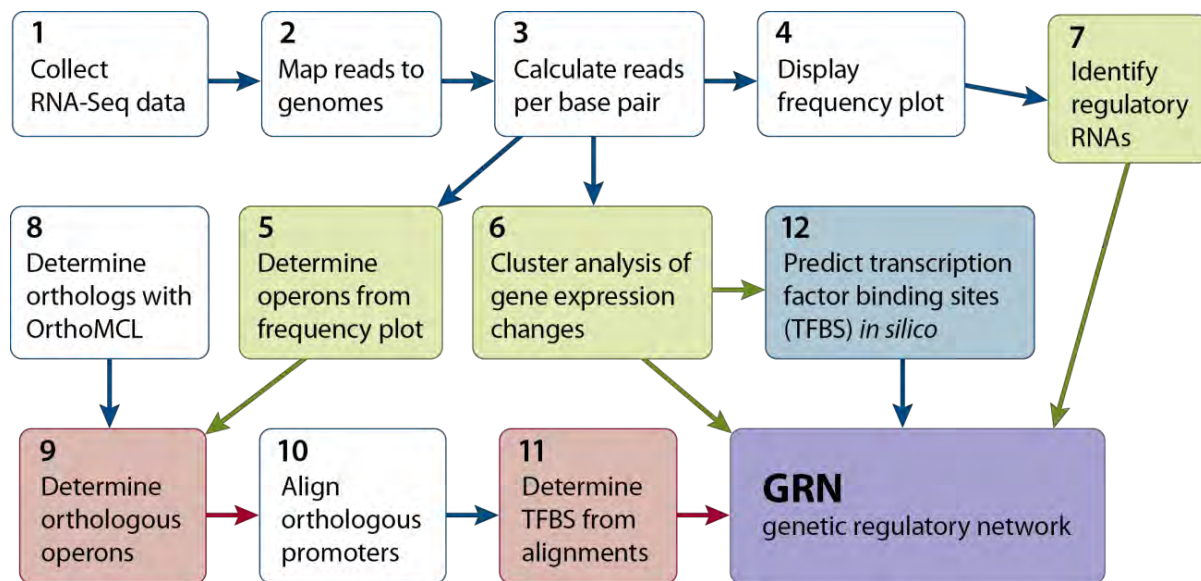 1
Collect
RNA-Seq data
2
Map reads to
genomes
3
Calculate reads
per base pair
4
Display
frequency plot
7
Identify
regulatory
RNAs
8
Determine
orthologs with
OrthoMCL
5
Determine
operons from
frequency plot
6
Cluster analysis of
gene expression
changes
12
Predict transcription
factor binding sites
(TFBS) in silico
9
Determine
orthologous
operons
10
Align
orthologous
promoters
11
Determine
TFBS from
alignments
GRN
genetic regulatory network